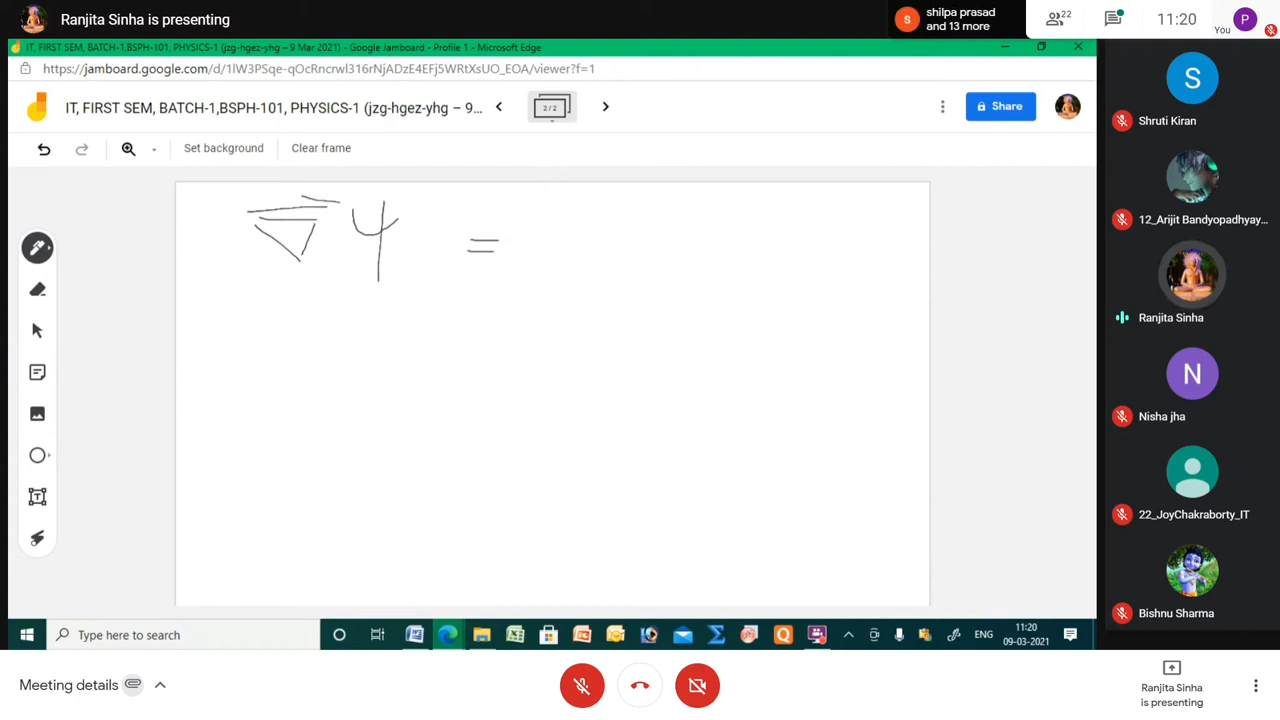 Ranjita Sinha is presenting
S shilpa prasad and 13 more
22
11:20
You P
IT, FIRST SEM, BATCH-1,BSPH-101, PHYSICS-1 (jzg-hgez-yhg – 9 Mar 2021) - Google Jamboard - Profile 1 - Microsoft Edge
https://jamboard.google.com/d/1lW3PSqe-qOcRncrwl316rNjADzE4EFj5WRtXsUO_EOA/viewer?f=1
IT, FIRST SEM, BATCH-1,BSPH-101, PHYSICS-1 (jzg-hgez-yhg – 9...
2/2
Share
Set background
Clear frame
∇⃗ψ =
S
Shruti Kiran
12_Arijit Bandyopadhyay...
Ranjita Sinha
N
Nisha jha
22_JoyChakraborty_IT
Bishnu Sharma
Type here to search
ENG
11:20
09-03-2021
Meeting details
Ranjita Sinha
is presenting